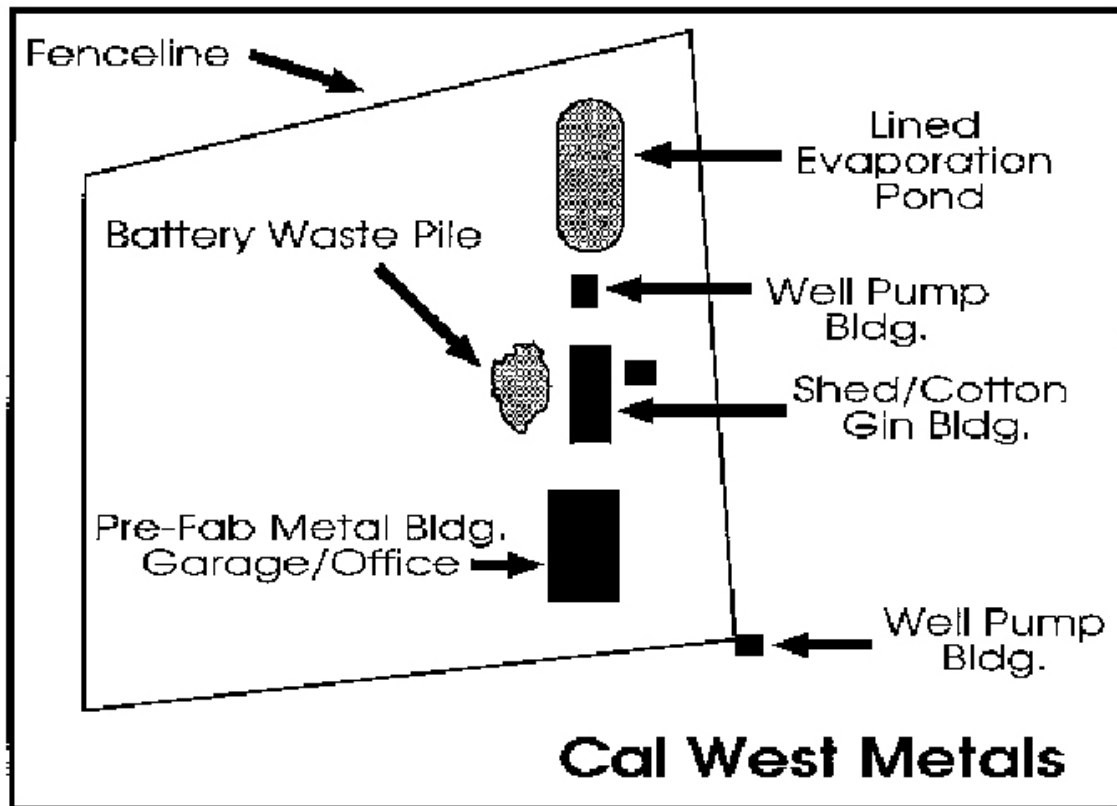 Fenceline
Lined
Evaporation
Pond
Battery Waste Pile
Well Pump
Bldg.
Shed/Cotton
Gin Bldg.
Pre-Fab Metal Bldg.
Garage/Office
Well Pump
Bldg.
Cal West Metals